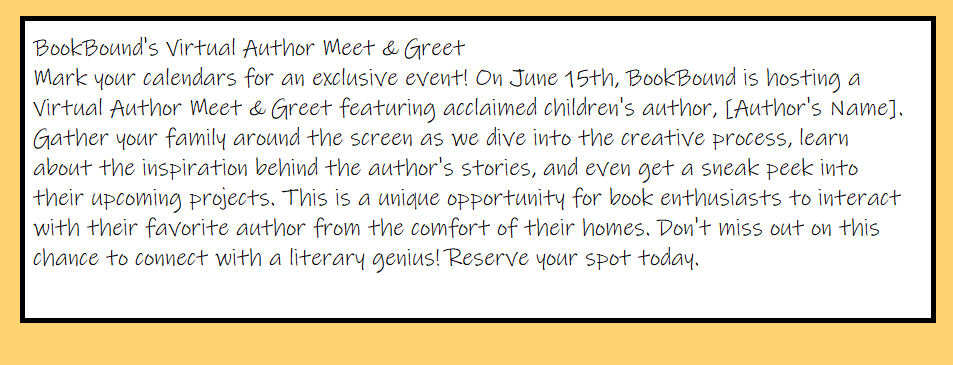 BookBound's Virtual Author Meet & Greet
Mark your calendars for an exclusive event! On June 15th, BookBound is hosting a
Virtual Author Meet & Greet featuring acclaimed children's author, [Author's Name].
Gather your family around the screen as we dive into the creative process, learn
about the inspiration behind the author's stories, and even get a sneak peek into
their upcoming projects. This is a unique opportunity for book enthusiasts to interact
with their favorite author from the comfort of their homes. Don't miss out on this
chance to connect with a literary genius! Reserve your spot today.